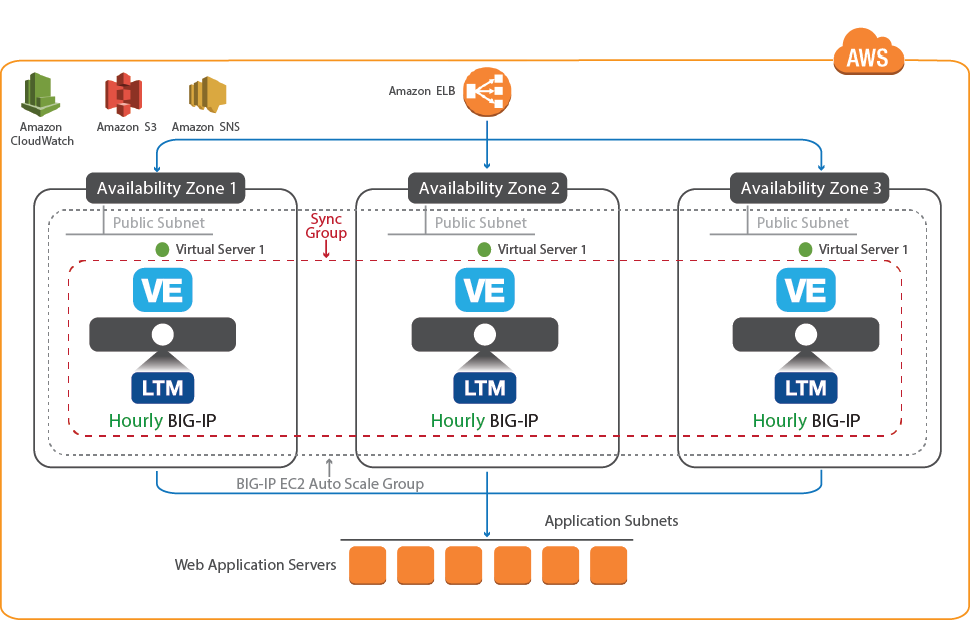 AWS
Amazon ELB
Amazon
CloudWatch
Amazon S3
Amazon SNS
Availability Zone 1
Availability Zone 2
Availability Zone 3
Public Subnet
Sync
Group
Public Subnet
Public Subnet
Virtual Server 1
Virtual Server 1
Virtual Server 1
VE
VE
VE
LTM
LTM
LTM
Hourly BIG-IP
Hourly BIG-IP
Hourly BIG-IP
BIG-IP EC2 Auto Scale Group
Application Subnets
Web Application Servers